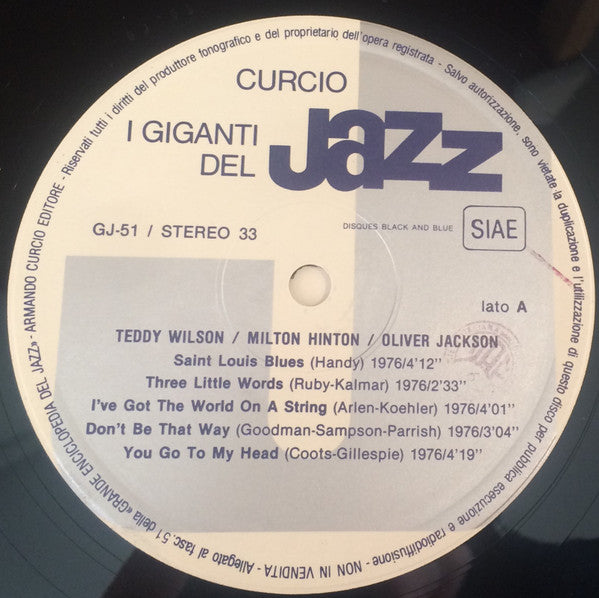 Riservati tutti i diritti del produttore fonografico e del proprietario dell'opera registrata - Salvo autorizzazione, sono vietate la duplicazione e l'utilizzazione di questo disco per pubblica esecuzione e radiodiffusione - NON IN VENDITA - Allegato al fasc. 51 della «GRANDE ENCICLOPEDIA DEL JAZZ» - ARMANDO CURCIO EDITORE -
CURCIO
I GIGANTI
DEL
JAZZ
GJ-51 / STEREO 33
DISQUES BLACK AND BLUE
SIAE
lato A
TEDDY WILSON / MILTON HINTON / OLIVER JACKSON
Saint Louis Blues (Handy) 1976/4'12''
Three Little Words (Ruby-Kalmar) 1976/2'33''
I've Got The World On A String (Arlen-Koehler) 1976/4'01''
Don't Be That Way (Goodman-Sampson-Parrish) 1976/3'04''
You Go To My Head (Coots-Gillespie) 1976/4'19''